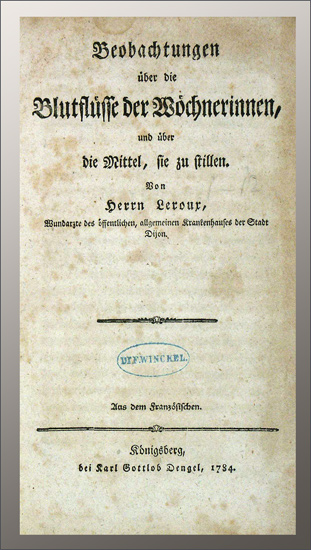 Beobachtungen
über die
Blutflüsse der Wöchnerinnen,
und über
die Mittel, sie zu stillen.
Von
Herrn Leroux,
Wundarzte des öffentlichen, allgemeinen Krankenhauses der Stadt
Dijon.
Dr. F. WINCKEL.
Aus dem Französischen.
Königsberg,
bei Karl Gottlob Dengel, 1784.